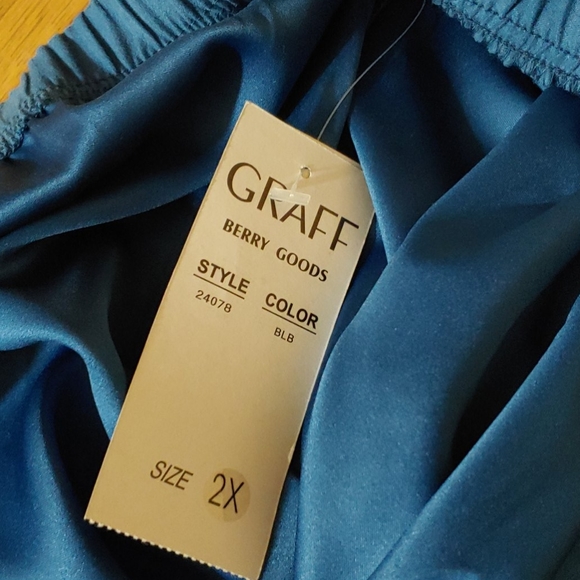 GRAFF
BERRY GOODS
STYLE COLOR
24078 BLB
SIZE 2X